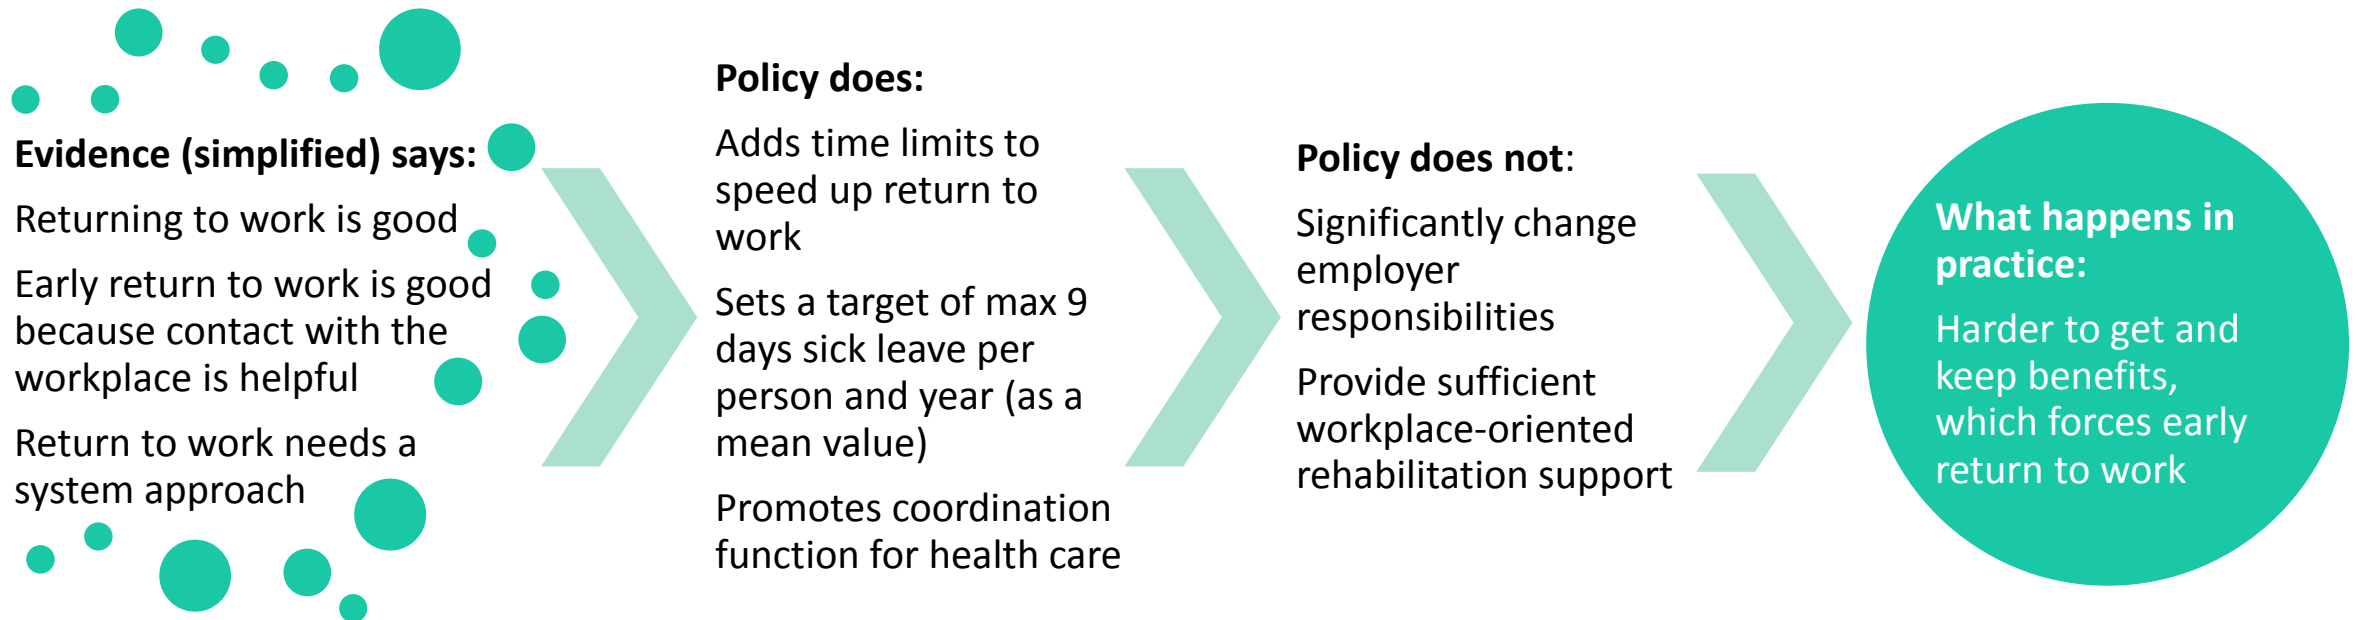 Evidence (simplified) says:
Returning to work is good
Early return to work is good
because contact with the
workplace is helpful
Return to work needs a
system approach
Policy does:
Adds time limits to
speed up return to
work
Sets a target of max 9
days sick leave per
person and year (as a
mean value)
Promotes coordination
function for health care
Policy does not:
Significantly change
employer
responsibilities
Provide sufficient
workplace-oriented
rehabilitation support
What happens in
practice:
Harder to get and
keep benefits,
which forces early
return to work